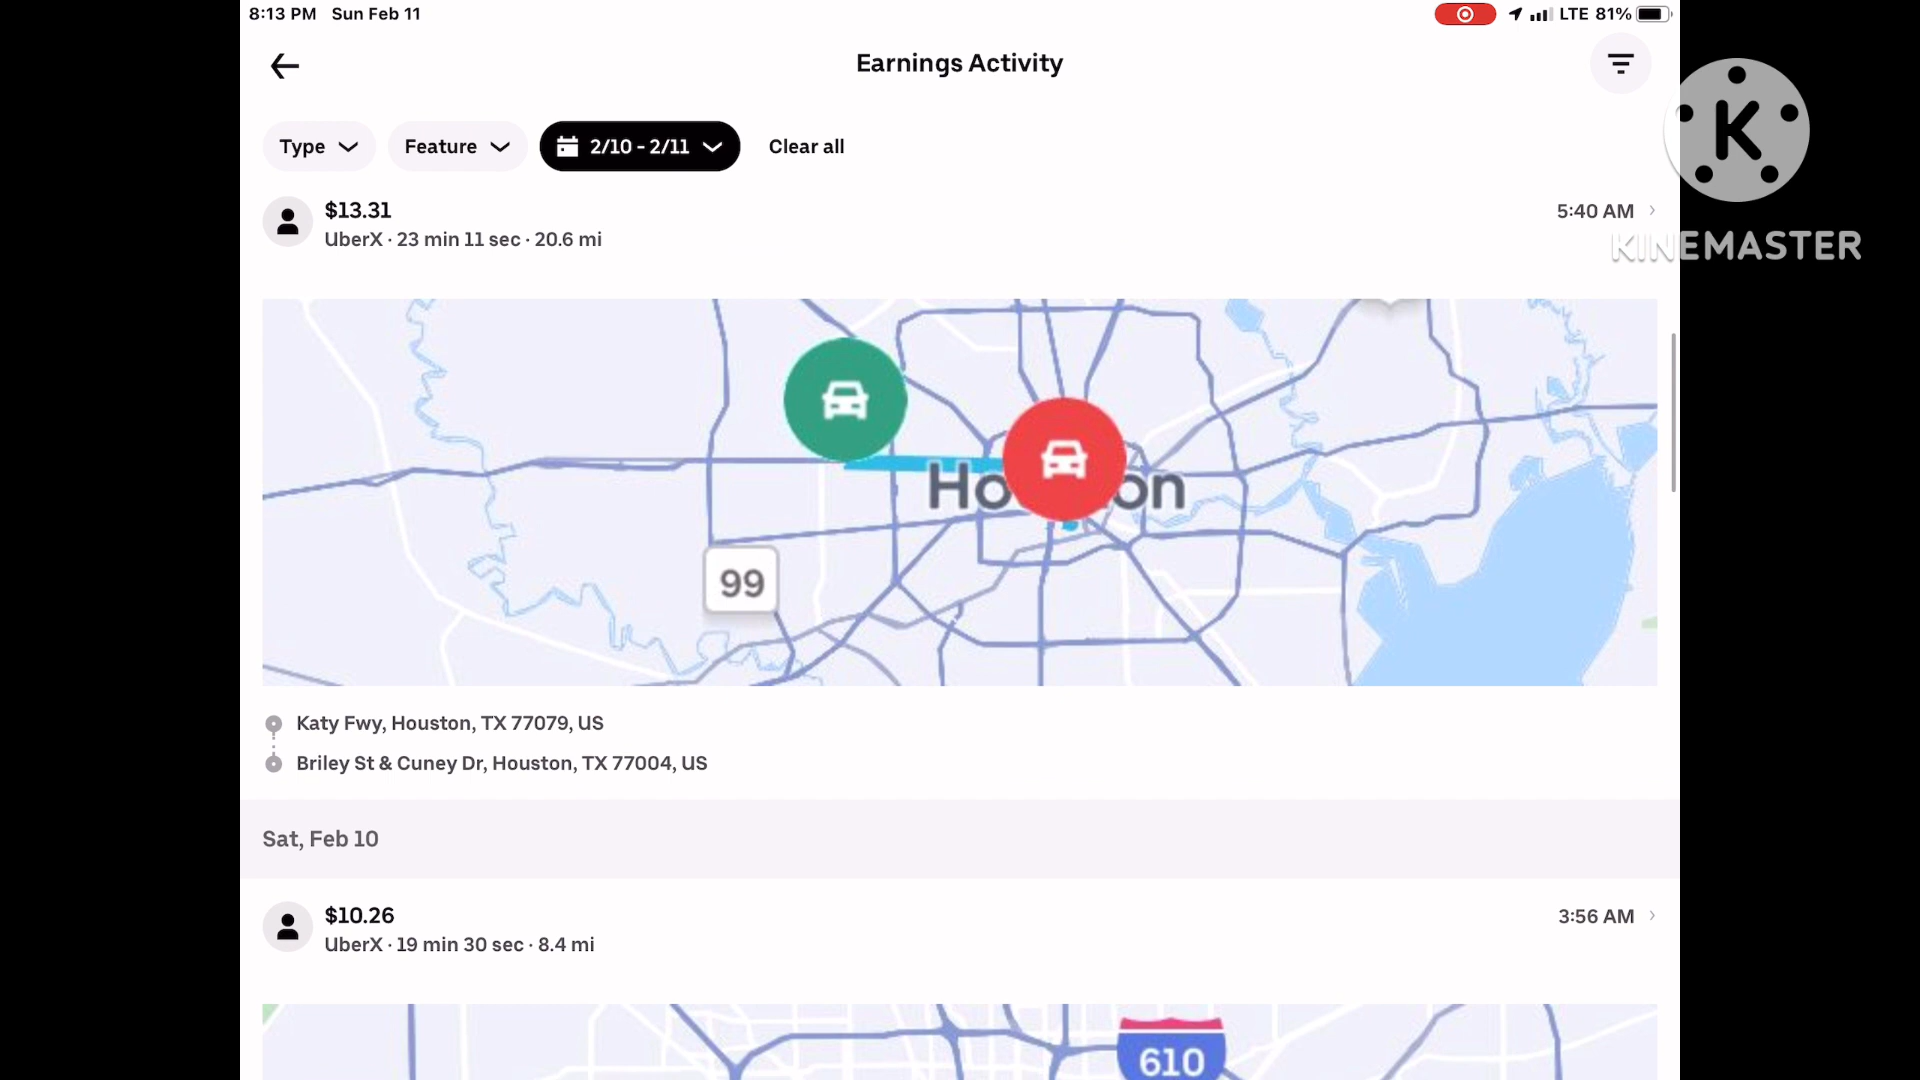 8:13 PM Sun Feb 11
LTE 81%
Earnings Activity
Type
Feature
2/10 - 2/11
Clear all
$13.31
5:40 AM
UberX · 23 min 11 sec · 20.6 mi
K
KINEMASTER
99
Katy Fwy, Houston, TX 77079, US
Briley St & Cuney Dr, Houston, TX 77004, US
Sat, Feb 10
$10.26
3:56 AM
UberX · 19 min 30 sec · 8.4 mi
610